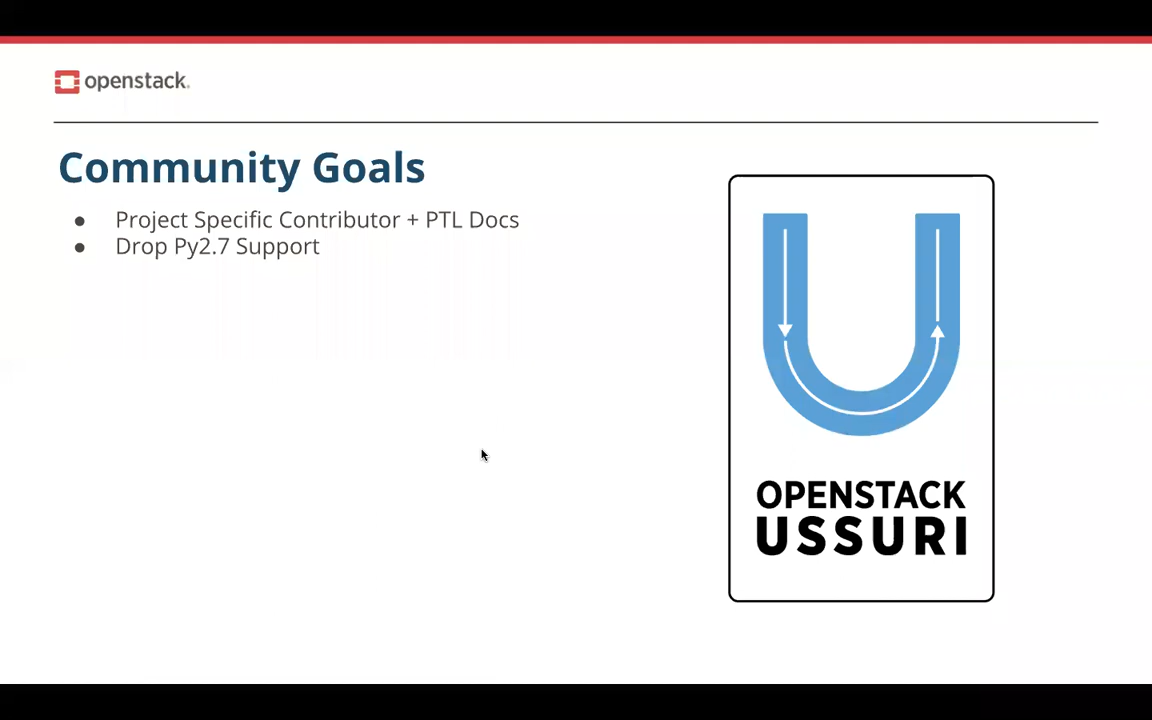 openstack.
Community Goals
● Project Specific Contributor + PTL Docs
● Drop Py2.7 Support
OPENSTACK
USSURI